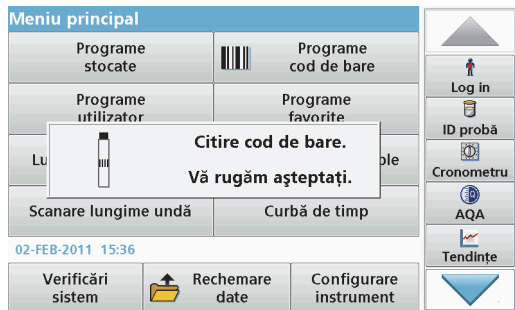 Meniu principal
Programe
stocate
Programe
cod de bare
Programe
utilizator
Programe
favorite
Citire cod de bare.
Vă rugăm aşteptaţi.
Scanare lungime undă
Curbă de timp
02-FEB-2011 15:36
Verificări
sistem
Rechemare
date
Configurare
instrument
Log in
ID probă
Cronometru
AQA
Tendinţe